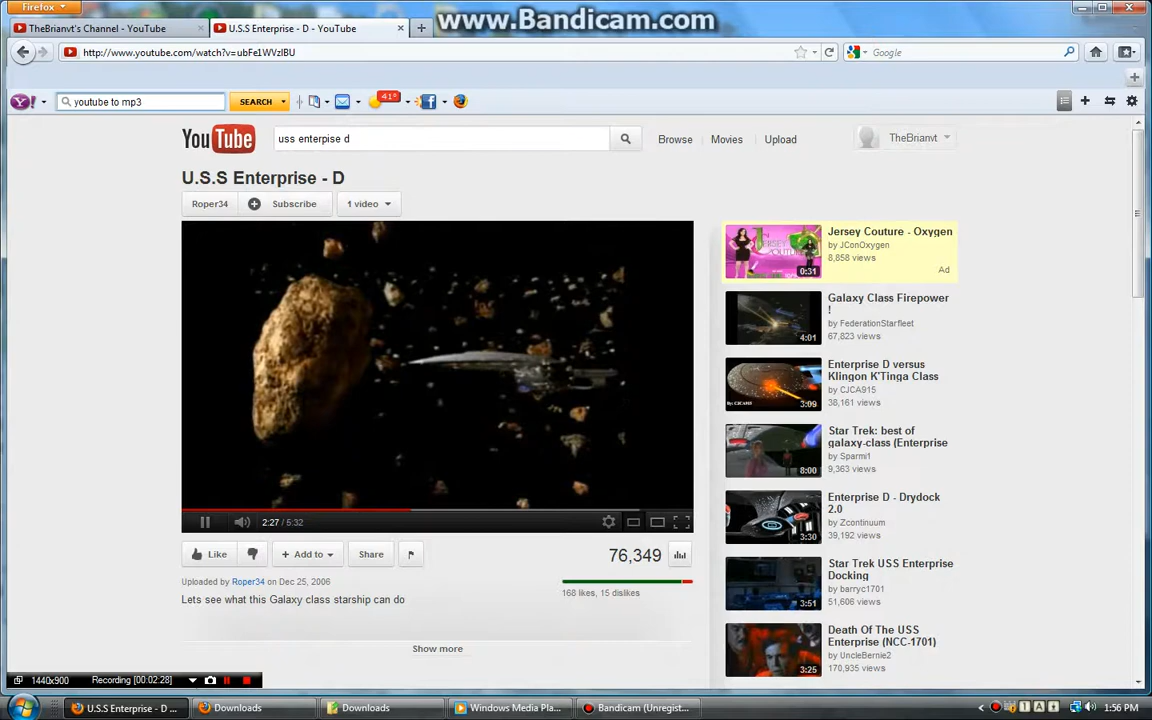 Firefox
www.Bandicam.com
TheBrianvt's Channel - YouTube
U.S.S Enterprise - D - YouTube
http://www.youtube.com/watch?v=ubFe1WVzlBU
Google
Y!
youtube to mp3
SEARCH
41°
YouTube
uss enterpise d
Browse
Movies
Upload
TheBrianvt
U.S.S Enterprise - D
Roper34
Subscribe
1 video
2:27 / 5:32
Like
Add to
Share
76,349
Uploaded by Roper34 on Dec 25, 2006
168 likes, 15 dislikes
Lets see what this Galaxy class starship can do
Show more
JERSEY COUTURE
0:31
Jersey Couture - Oxygen
by JConOxygen
8,858 views
Ad
4:01
Galaxy Class Firepower
!
by FederationStarfleet
67,823 views
3:09
Enterprise D versus
Klingon K'Tinga Class
by CJCA915
38,161 views
8:00
Star Trek: best of
galaxy-class (Enterprise
by Sparmi1
9,363 views
3:30
Enterprise D - Drydock
2.0
by Zcontinuum
39,192 views
3:51
Star Trek USS Enterprise
Docking
by barryc1701
51,606 views
3:25
Death Of The USS
Enterprise (NCC-1701)
by UncleBernie2
170,935 views
1440x900
Recording [00:02:28]
U.S.S Enterprise - D ...
Downloads
Downloads
Windows Media Pla...
Bandicam (Unregist...
1:56 PM